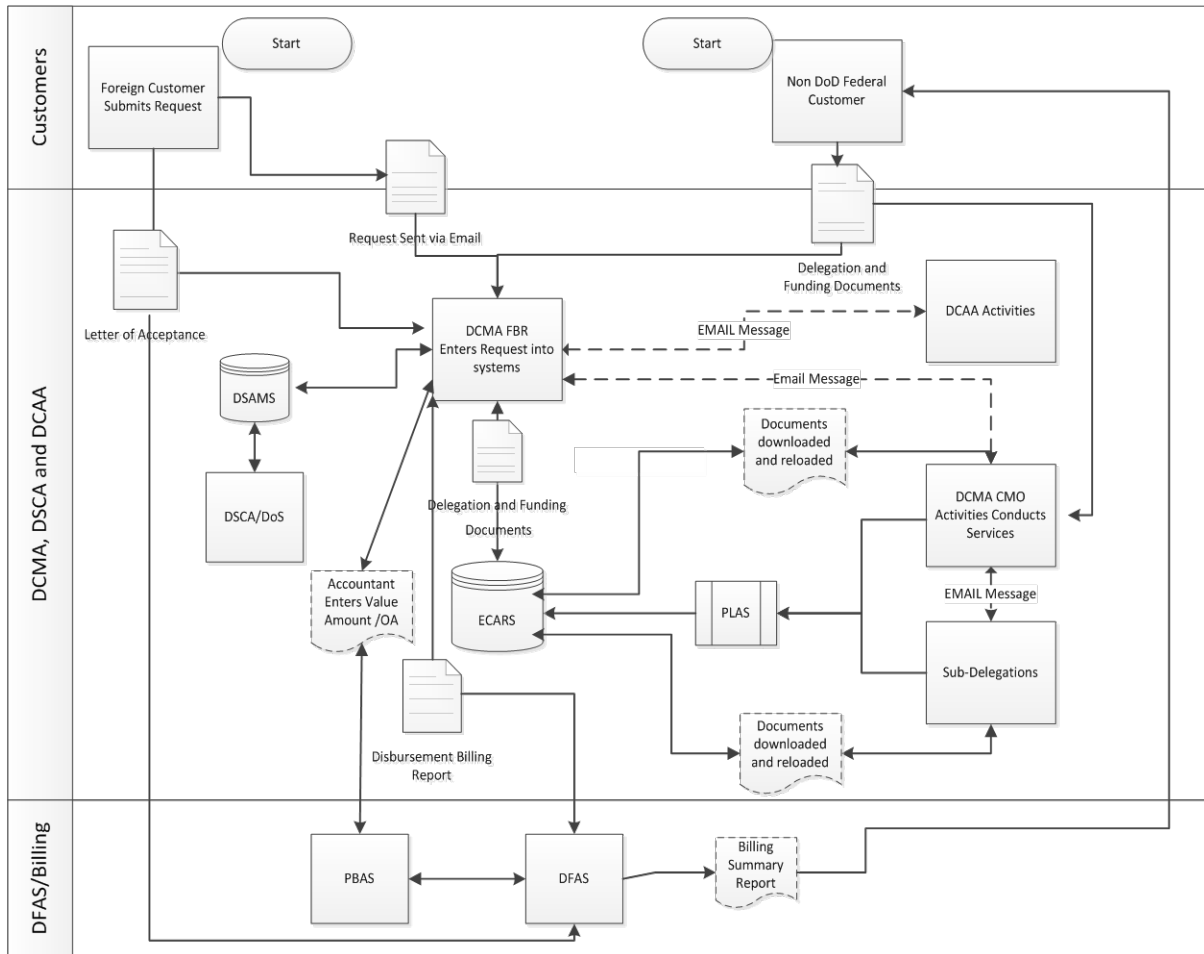 Customers
Start
Start
Foreign Customer
Submits Request
Non DoD Federal
Customer
DCMA, DSCA and DCAA
Request Sent via Email
Delegation and
Funding Documents
Letter of Acceptance
DCMA FBR
Enters Request into
systems
EMAIL Message
DCAA Activities
Email Message
DSAMS
Documents
downloaded
and reloaded
DSCA/DoS
Delegation and Funding
Documents
DCMA CMO
Activities Conducts
Services
Accountant
Enters Value
Amount /OA
ECARS
PLAS
EMAIL Message
Sub-Delegations
Disbursement Billing
Report
Documents
downloaded
and reloaded
DFAS/Billing
PBAS
DFAS
Billing
Summary
Report